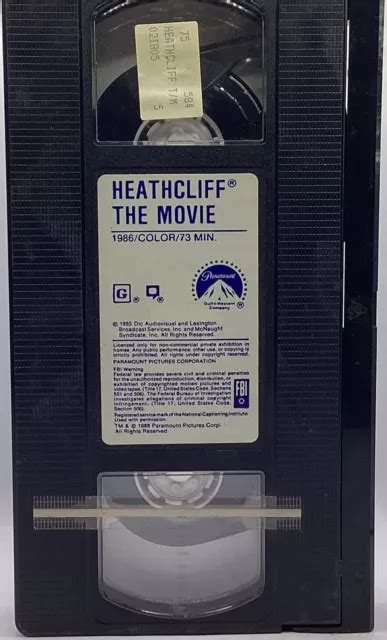 75 584
HEATHCLIFF T/M
021805 5
HEATHCLIFF®
THE MOVIE
1986/COLOR/73 MIN.
G ®
Paramount
A Gulf+Western
Company
© 1985 Dic Audiovisuel and Lexington
Broadcast Services, Inc. and McNaught
Syndicate, Inc. All Rights Reserved.
Licensed only for non-commercial private exhibition in
homes. Any public performance, other use, or copying is
strictly prohibited. All rights reserved.
PARAMOUNT PICTURES CORPORATION
FBI Warning
Federal law provides severe civil and criminal penalties
for the unauthorized reproduction, distribution, or
exhibition of copyrighted motion pictures and
video tapes. (Title 17, United States Code, Sections
501 and 506). The Federal Bureau of Investigation
investigates allegations of criminal copyright
infringement. (Title 17, United States Code,
Section 506).
FBI
Registered service mark of the National Captioning Institute.
Used with permission.
TM & © 1988 Paramount Pictures Corp.
All Rights Reserved.